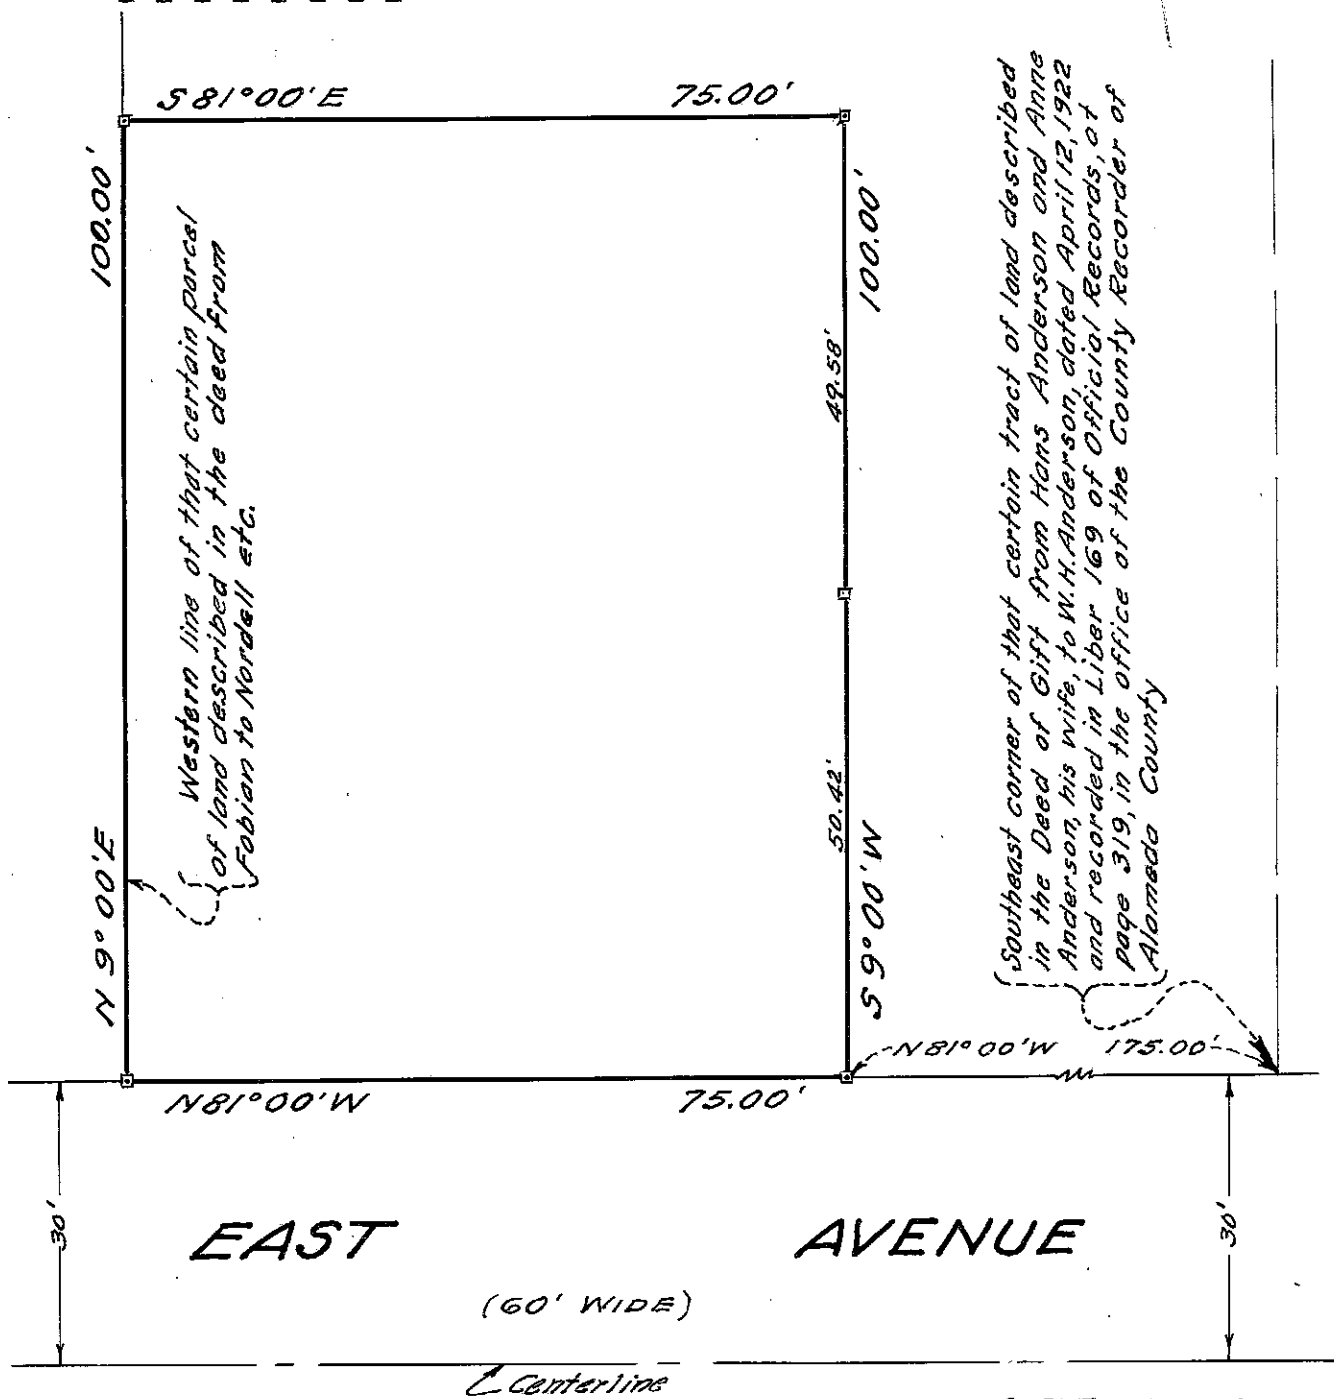 S 81°00' E 75.00'
100.00'
N 9°00' E
Western line of that certain parcel
of land described in the deed from
Fabian to Nordell etc.
100.00'
49.58'
50.42'
S 9°00' W
Southeast corner of that certain tract of land described
in the Deed of Gift from Hans Anderson and Anne
Anderson, his wife, to W.H. Anderson, dated April 12, 1922
and recorded in Liber 169 of Official Records, at
page 319, in the office of the County Recorder of
Alameda County
N 81°00' W 175.00'
N 81°00' W 75.00'
30'
30'
EAST AVENUE
(60' WIDE)
Centerline